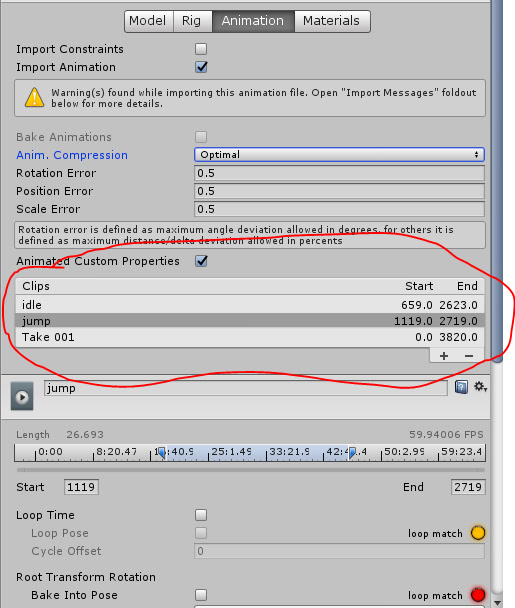 Model Rig Animation Materials
Import Constraints
Import Animation
Warning(s) found while importing this animation file. Open "Import Messages" foldout
below for more details.
Bake Animations
Anim. Compression Optimal
Rotation Error 0.5
Position Error 0.5
Scale Error 0.5
Rotation error is defined as maximum angle deviation allowed in degrees, for others it is
defined as maximum distance/delta deviation allowed in percents
Animated Custom Properties
Clips Start End
idle 659.0 2623.0
jump 1119.0 2719.0
Take 001 0.0 3820.0
+ −
jump
Length 26.693 59.94006 FPS
0:00 8:20.47 25:1.49 33:21.9 50:2.99 59:23.4
Start 1119 End 2719
Loop Time
Loop Pose loop match
Cycle Offset 0
Root Transform Rotation
Bake Into Pose loop match